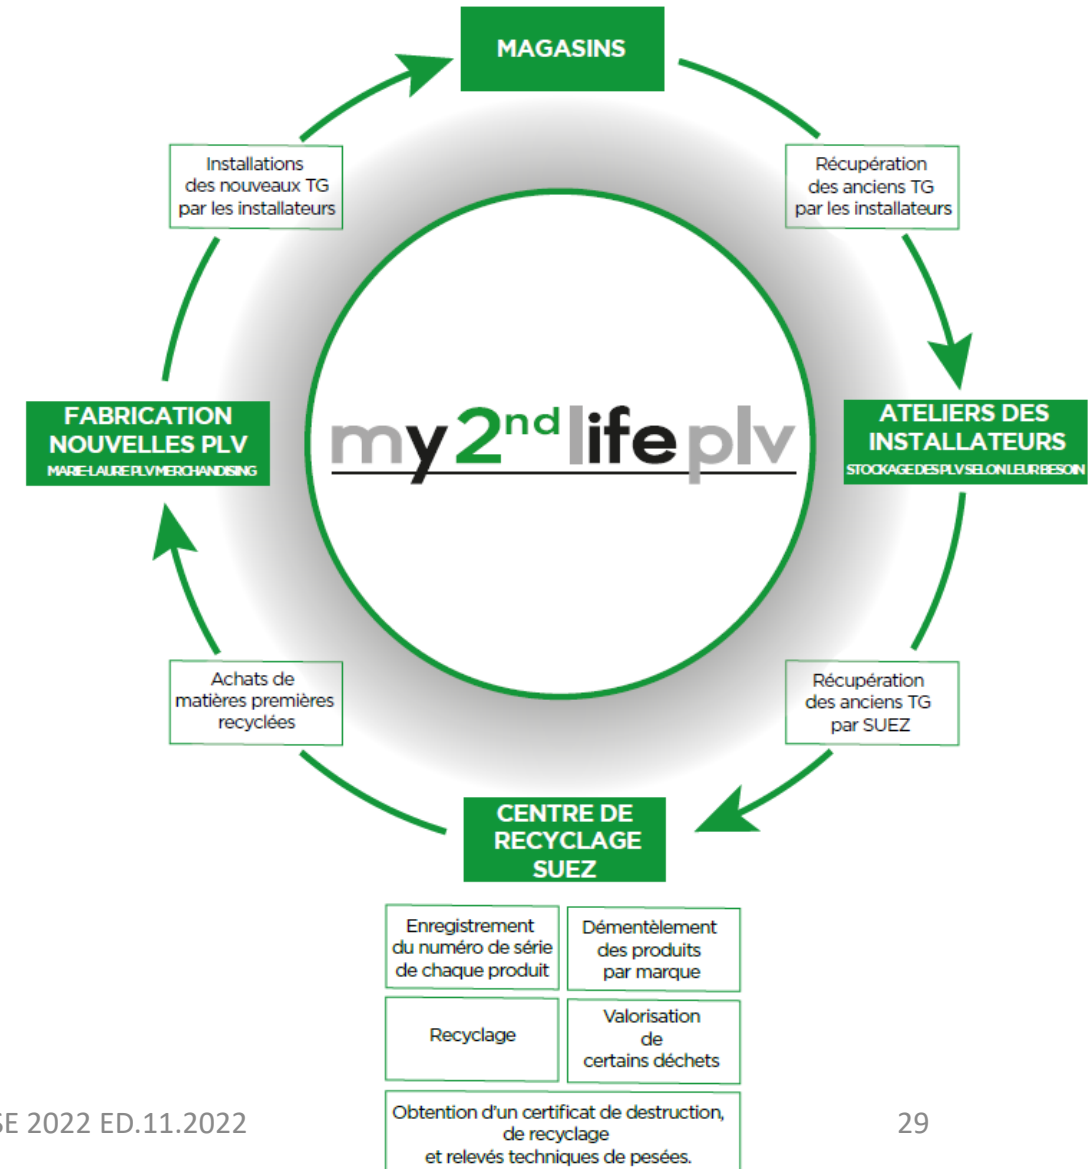 MAGASINS
Installations
des nouveaux TG
par les installateurs
Récupération
des anciens TG
par les installateurs
FABRICATION
NOUVELLES PLV
MARIE-LAURE PLV MERCHANDISING
my 2nd life plv
ATELIERS DES
INSTALLATEURS
STOCKAGE DES PLV SELON LEUR BESOIN
Achats de
matières premières
recyclées
Récupération
des anciens TG
par SUEZ
CENTRE DE
RECYCLAGE
SUEZ
Enregistrement
du numéro de série
de chaque produit
Démentèlement
des produits
par marque
Recyclage
Valorisation
de
certains déchets
Obtention d'un certificat de destruction,
de recyclage
et relevés techniques de pesées.
SE 2022 ED.11.2022
29